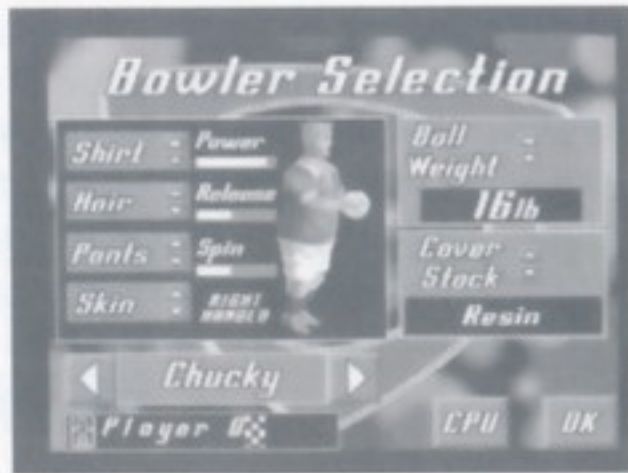 Bowler Selection
Shirt
Power
Hair
Release
Pants
Spin
Skin
RIGHT HANDED
Ball Weight
16lb
Cover Stock
Resin
Chucky
Player
CPU
OK